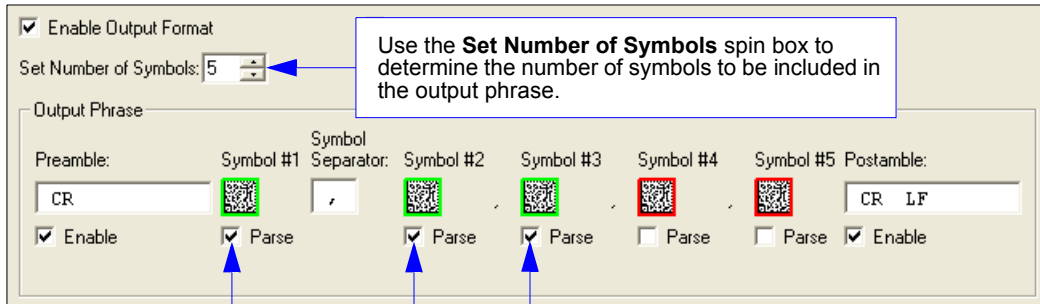 Enable Output Format
Use the Set Number of Symbols spin box to
determine the number of symbols to be included in
the output phrase.
Set Number of Symbols: 5
Output Phrase
Preamble: Symbol #1 Symbol Separator: Symbol #2 Symbol #3 Symbol #4 Symbol #5 Postamble:
CR , , , , CR LF
Enable Parse Parse Parse Parse Parse Enable